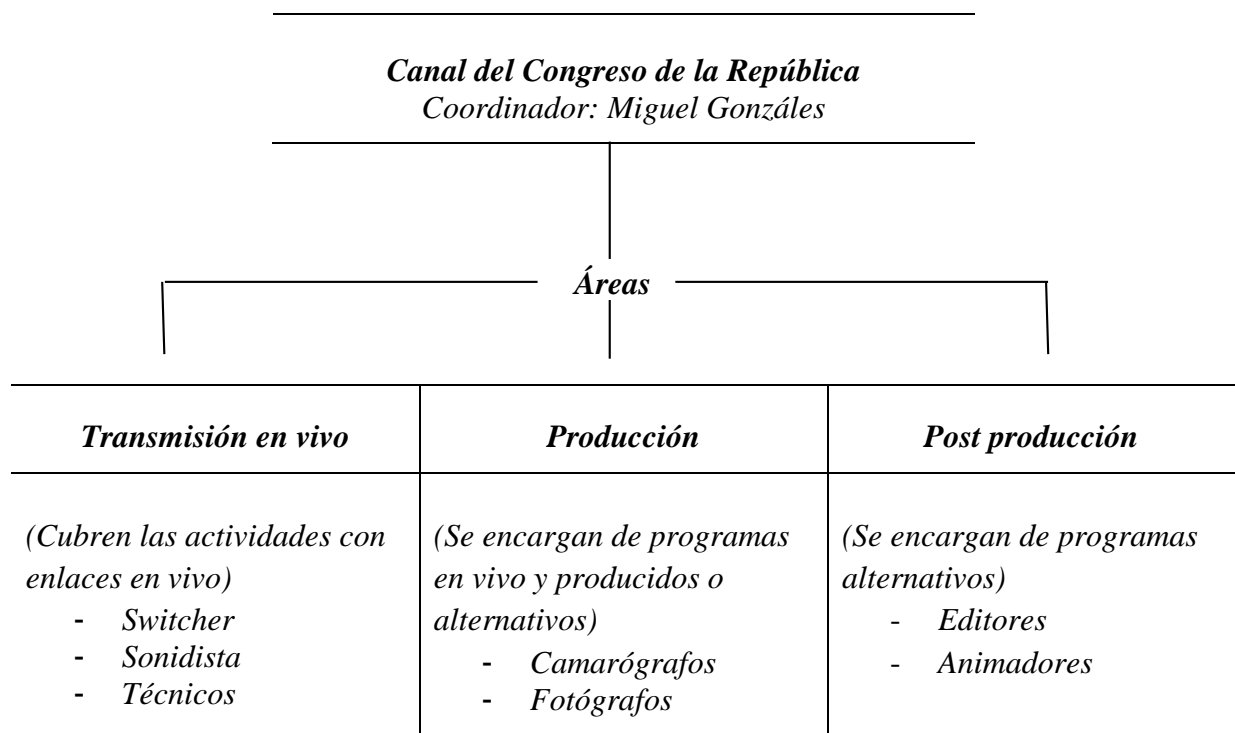 Canal del Congreso de la República
Coordinador: Miguel Gonzáles
Áreas
Transmisión en vivo
Producción
Post producción
(Cubren las actividades con
enlaces en vivo)
- Switcher
- Sonidista
- Técnicos
(Se encargan de programas
en vivo y producidos o
alternativos)
- Camarógrafos
- Fotógrafos
(Se encargan de programas
alternativos)
- Editores
- Animadores